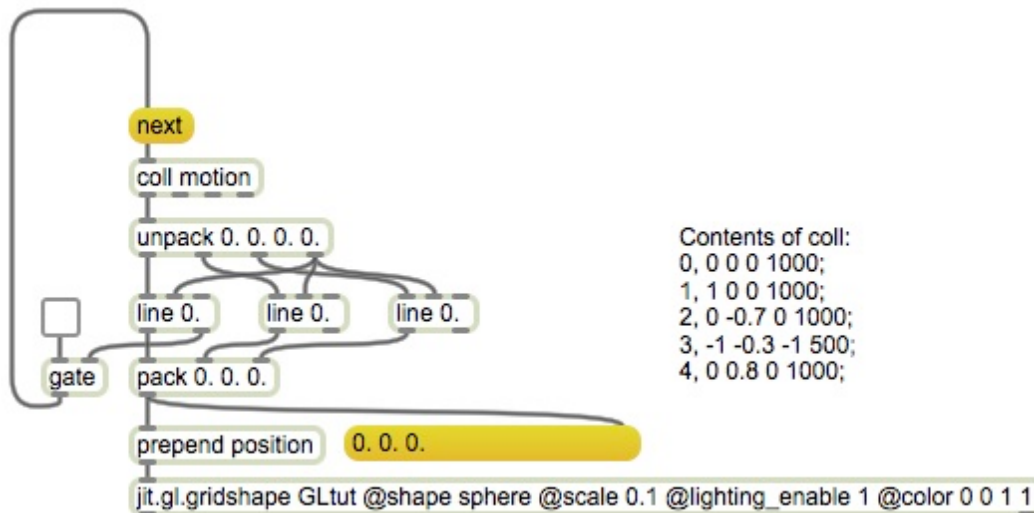 next
coll motion
unpack 0. 0. 0. 0.
Contents of coll:
0, 0 0 0 1000;
1, 1 0 0 1000;
2, 0 -0.7 0 1000;
3, -1 -0.3 -1 500;
4, 0 0.8 0 1000;
line 0.
line 0.
line 0.
gate
pack 0. 0. 0.
prepend position
0. 0. 0.
jit.gl.gridshape GLtut @shape sphere @scale 0.1 @lighting_enable 1 @color 0 0 1 1